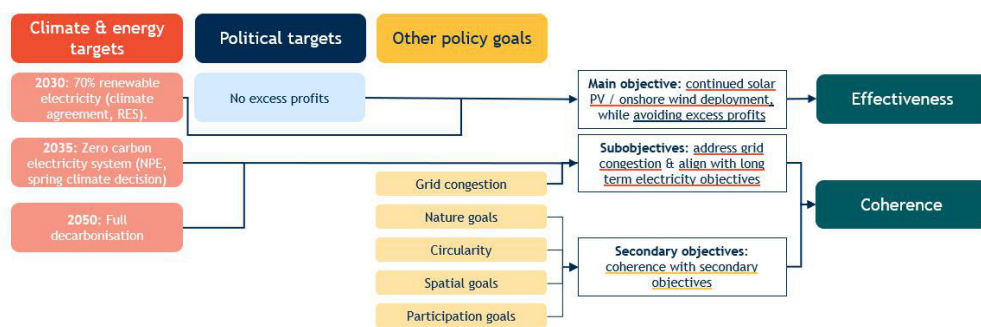 Climate & energy
targets
Political targets
Other policy goals
2030: 70% renewable
electricity (climate
agreement, RES).
No excess profits
Main objective: continued solar
PV / onshore wind deployment,
while avoiding excess profits
Effectiveness
2035: Zero carbon
electricity system (NPE,
spring climate decision)
Subobjectives: address grid
congestion & align with long
term electricity objectives
Grid congestion
Coherence
2050: Full
decarbonisation
Nature goals
Circularity
Secondary objectives:
coherence with secondary
objectives
Spatial goals
Participation goals